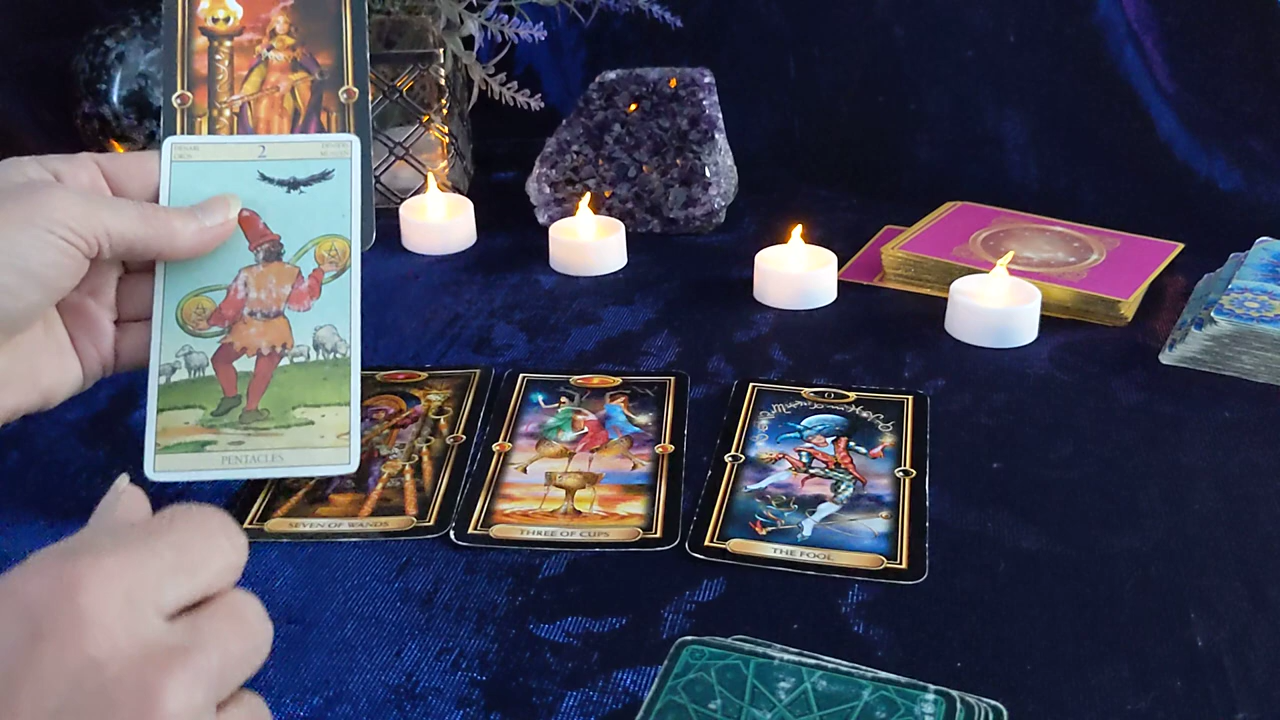 2
PENTACLES
SEVEN OF WANDS
THREE OF CUPS
0
THE FOOL